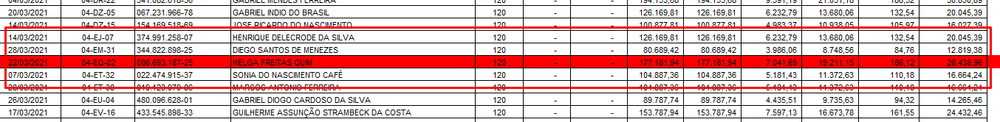 04/03/2021 04-DR-22 541.082.618-56 GABRIEL MENDES FERREIRA 120 - - 194.155,68 194.155,68 9.591,19 21.051,18 188,52 30.830,89
20/03/2021 04-DZ-05 067.231.966-78 GABRIEL INDIO DO BRASIL 120 - - 126.169,81 126.169,81 6.232,79 13.680,06 132,54 20.045,39
14/03/2021 04-DZ-15 154.169.518-69 JOSE RICARDO DO NASCIMENTO 120 - - 100.877,81 100.877,81 4.983,37 10.938,05 105,97 16.027,39
14/03/2021 04-EJ-07 374.991.258-07 HENRIQUE DELECRODE DA SILVA 120 - - 126.169,81 126.169,81 6.232,79 13.680,06 132,54 20.045,39
28/03/2021 04-EM-31 344.822.898-25 DIEGO SANTOS DE MENEZES 120 - - 80.689,42 80.689,42 3.986,06 8.748,56 84,76 12.819,38
22/03/2021 04-EQ-02 086.693.187-25 HELGA FREITAS QUIM 120 - - 177.181,94 177.181,94 7.041,69 19.211,15 186,12 26.438,96
07/03/2021 04-ET-32 022.474.915-37 SONIA DO NASCIMENTO CAFÉ 120 - - 104.887,36 104.887,36 5.181,43 11.372,63 110,18 16.664,24
04-ET-38 MARCOS ANTONIO FERREIRA 120 - - 104.887,36 104.887,36 5.181,43 11.372,63 110,18 16.664,24
26/03/2021 04-EU-04 480.096.628-01 GABRIEL DIOGO CARDOSO DA SILVA 120 - - 89.787,74 89.787,74 4.435,51 9.735,63 94,32 14.265,46
17/03/2021 04-EV-16 433.545.898-33 GUILHERME ASSUNÇÃO STRAMBECK DA COSTA 120 - - 153.787,94 153.787,94 7.597,13 16.673,78 161,55 24.432,46